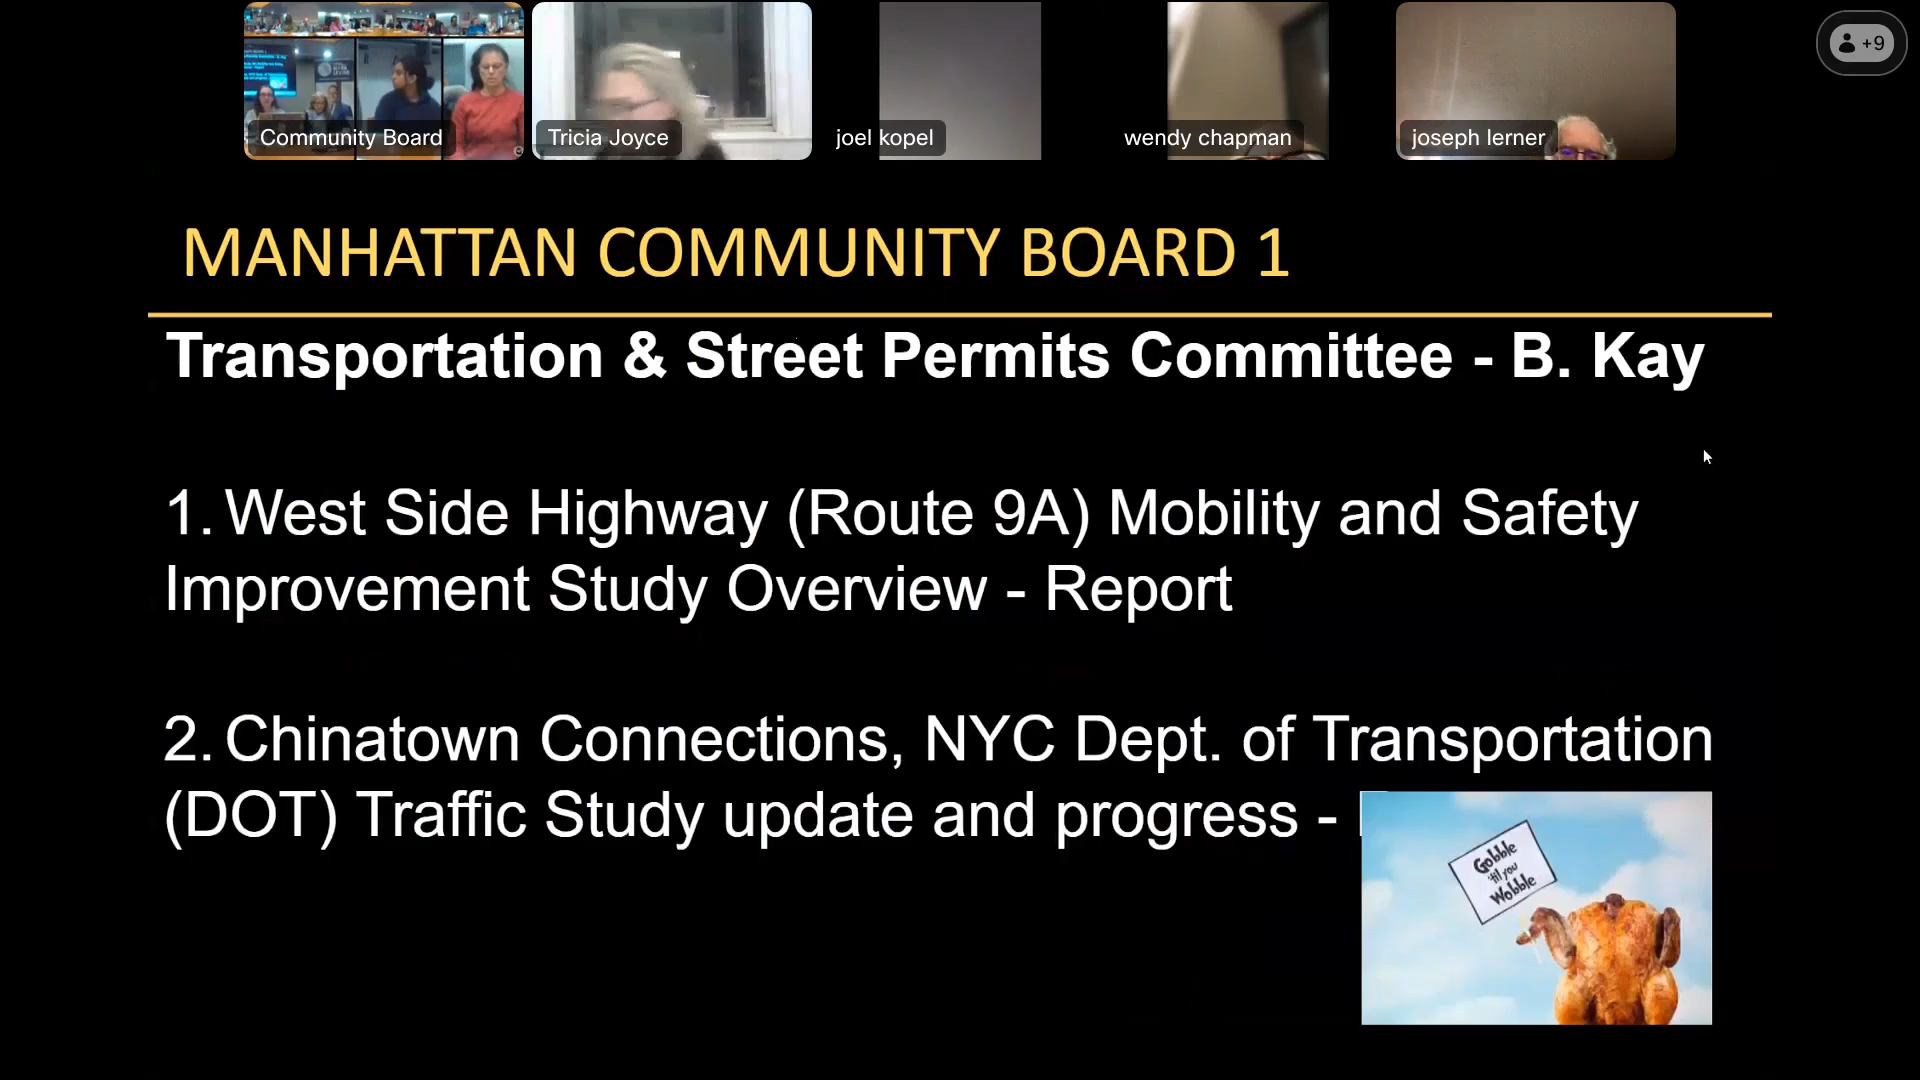 Community Board
Tricia Joyce
joel kopel
wendy chapman
joseph lerner
+9
MANHATTAN COMMUNITY BOARD 1
Transportation & Street Permits Committee - B. Kay
1. West Side Highway (Route 9A) Mobility and Safety
Improvement Study Overview - Report
2. Chinatown Connections, NYC Dept. of Transportation
(DOT) Traffic Study update and progress -
Gobble
'til you
Wobble